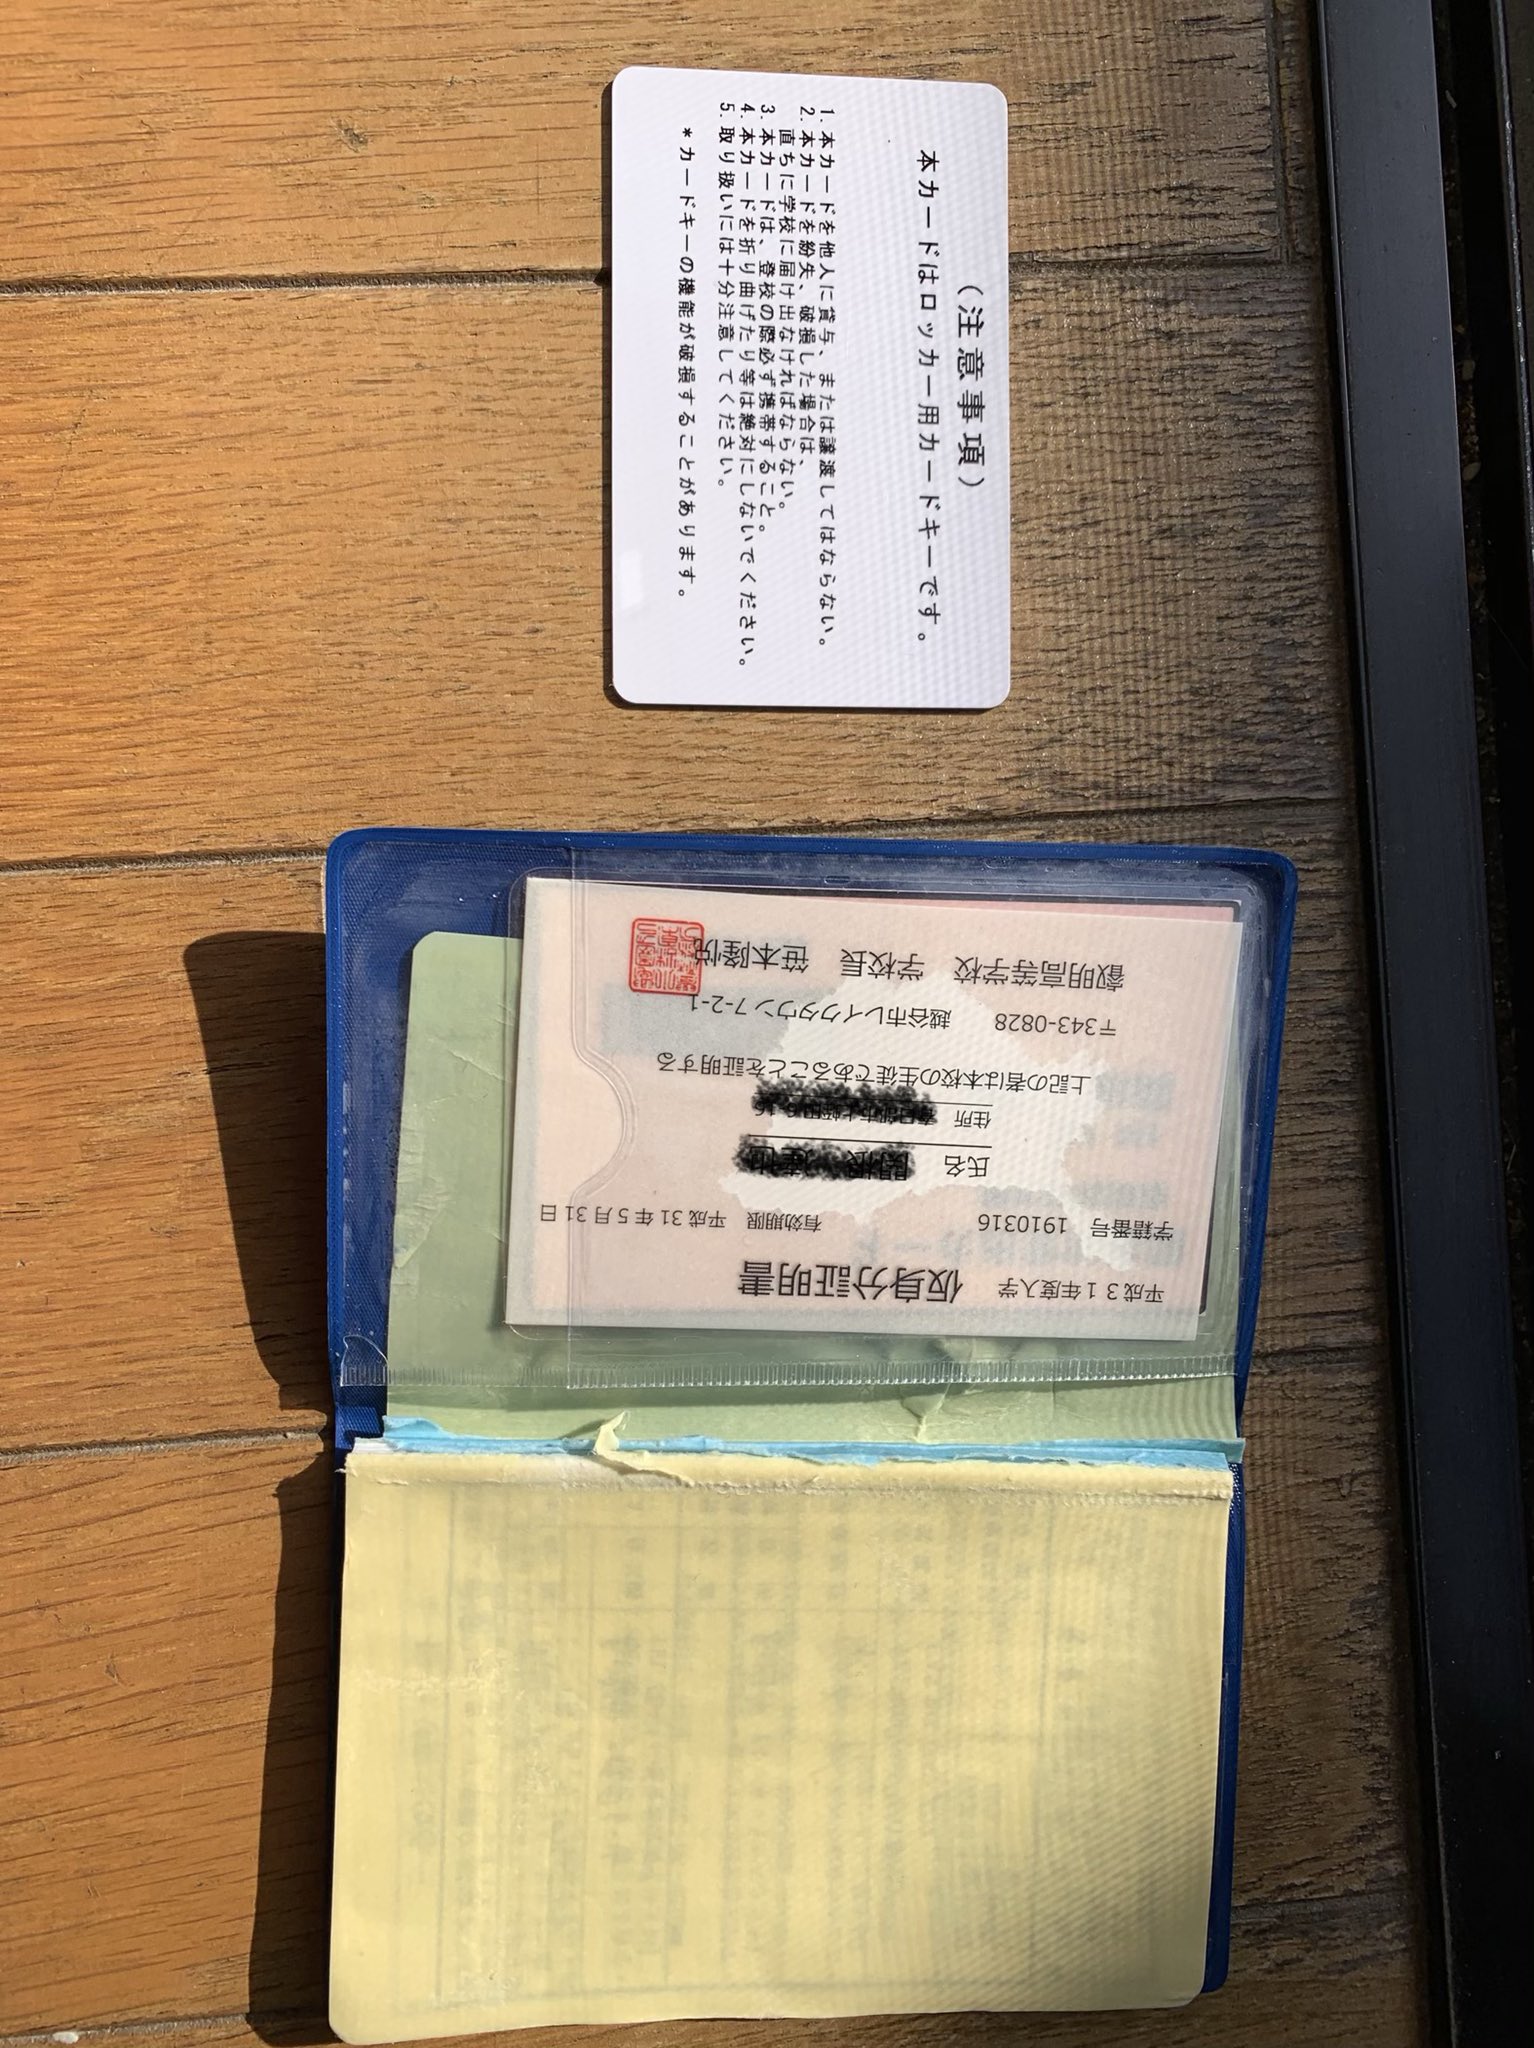 (注意事項)
本カードはロッカー用カードキーです。
1. 本カードを他人に貸与、または譲渡してはならない。
2. 本カードを紛失、破損した場合は、
直ちに学校に届け出なければならない。
3. 本カードは、登校の際必ず携帯すること。
4. 本カードを折り曲げたり等は絶対にしないでください。
5. 取り扱いには十分注意してください。
*カードキーの機能が破損することがあります。
平成31年度入学 仮身分証明書
学籍番号 1910316 有効期限 平成31年5月31日
氏名
住所
上記の者は本校の生徒であることを証明する
〒343-0828 越谷市レイクタウン7-2-1
叡明高等学校 学校長 笹本隆悦